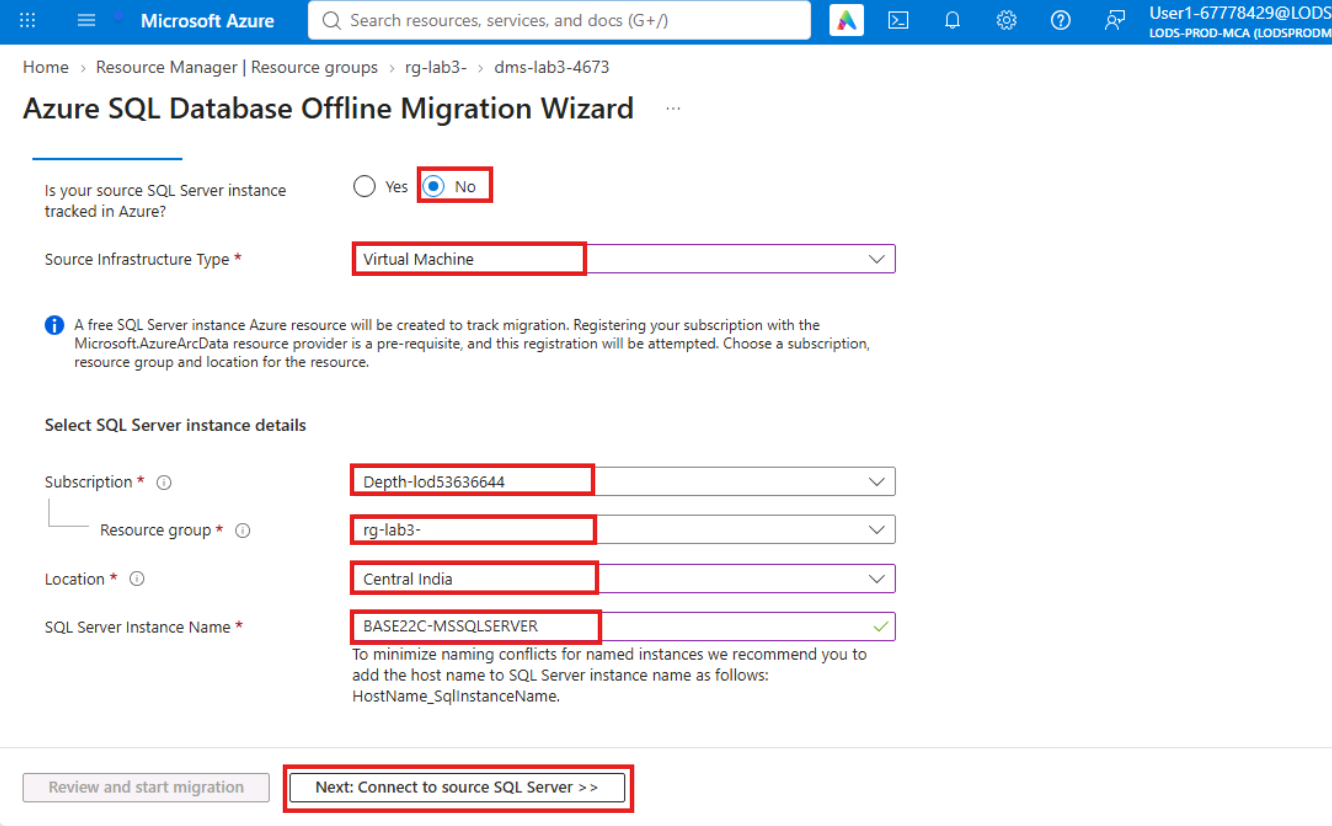 Microsoft Azure
Search resources, services, and docs (G+/)
User1-67778429@LODS
LODS-PROD-MCA (LODSPRODM
Home > Resource Manager | Resource groups > rg-lab3- > dms-lab3-4673
Azure SQL Database Offline Migration Wizard ...
Is your source SQL Server instance
tracked in Azure?
Yes No
Source Infrastructure Type * Virtual Machine
A free SQL Server instance Azure resource will be created to track migration. Registering your subscription with the
Microsoft.AzureArcData resource provider is a pre-requisite, and this registration will be attempted. Choose a subscription,
resource group and location for the resource.
Select SQL Server instance details
Subscription * Depth-lod53636644
Resource group * rg-lab3-
Location * Central India
SQL Server Instance Name * BASE22C-MSSQLSERVER
To minimize naming conflicts for named instances we recommend you to
add the host name to SQL Server instance name as follows:
HostName_SqlInstanceName.
Review and start migration
Next: Connect to source SQL Server >>